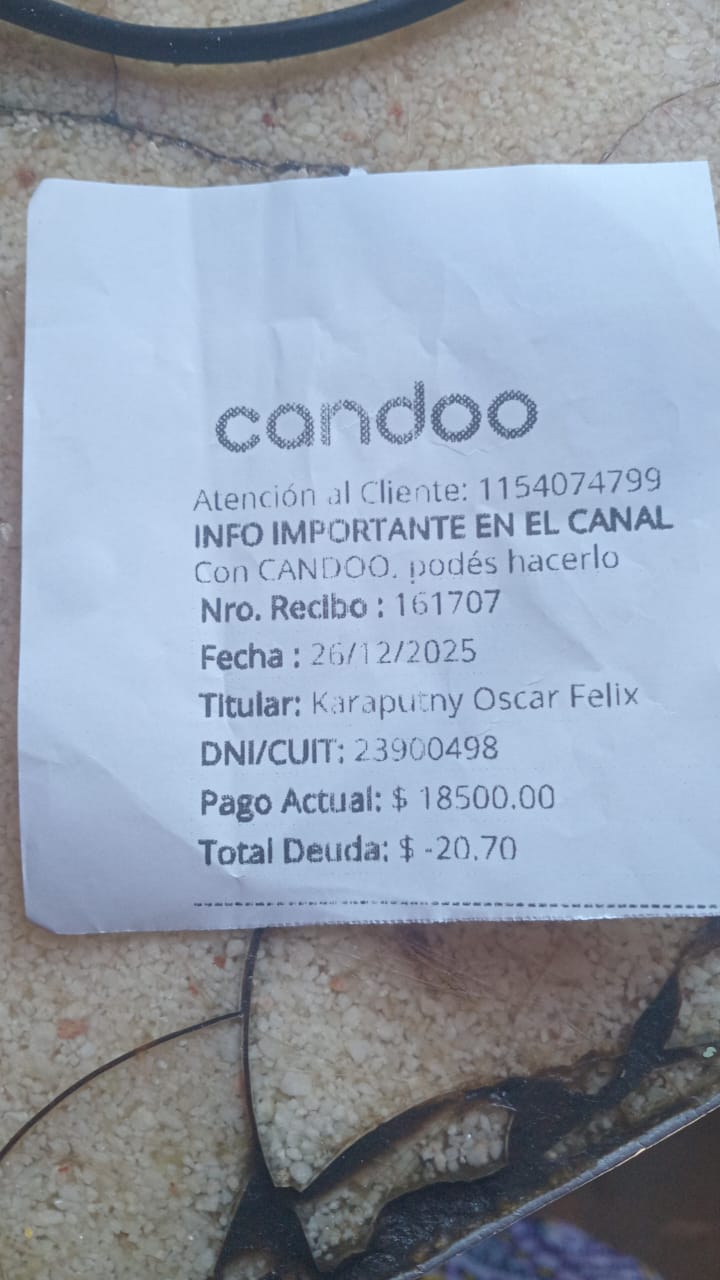 candoo
Atención al Cliente: 1154074799
INFO IMPORTANTE EN EL CANAL
Con CANDOO, podés hacerlo
Nro. Recibo : 161707
Fecha : 26/12/2025
Titular: Karaputny Oscar Felix
DNI/CUIT: 23900498
Pago Actual: $ 18500.00
Total Deuda: $ -20.70